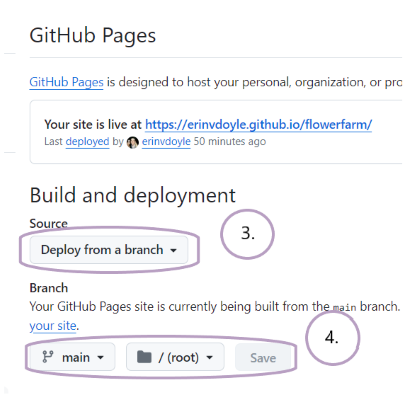 GitHub Pages
GitHub Pages is designed to host your personal, organization, or pro
Your site is live at https://erinvdoyle.github.io/flowerfarm/
Last deployed by erinvdoyle 50 minutes ago
Build and deployment
Source
3.
Deploy from a branch
Branch
Your GitHub Pages site is currently being built from the main branch.
your site.
4.
main / (root) Save